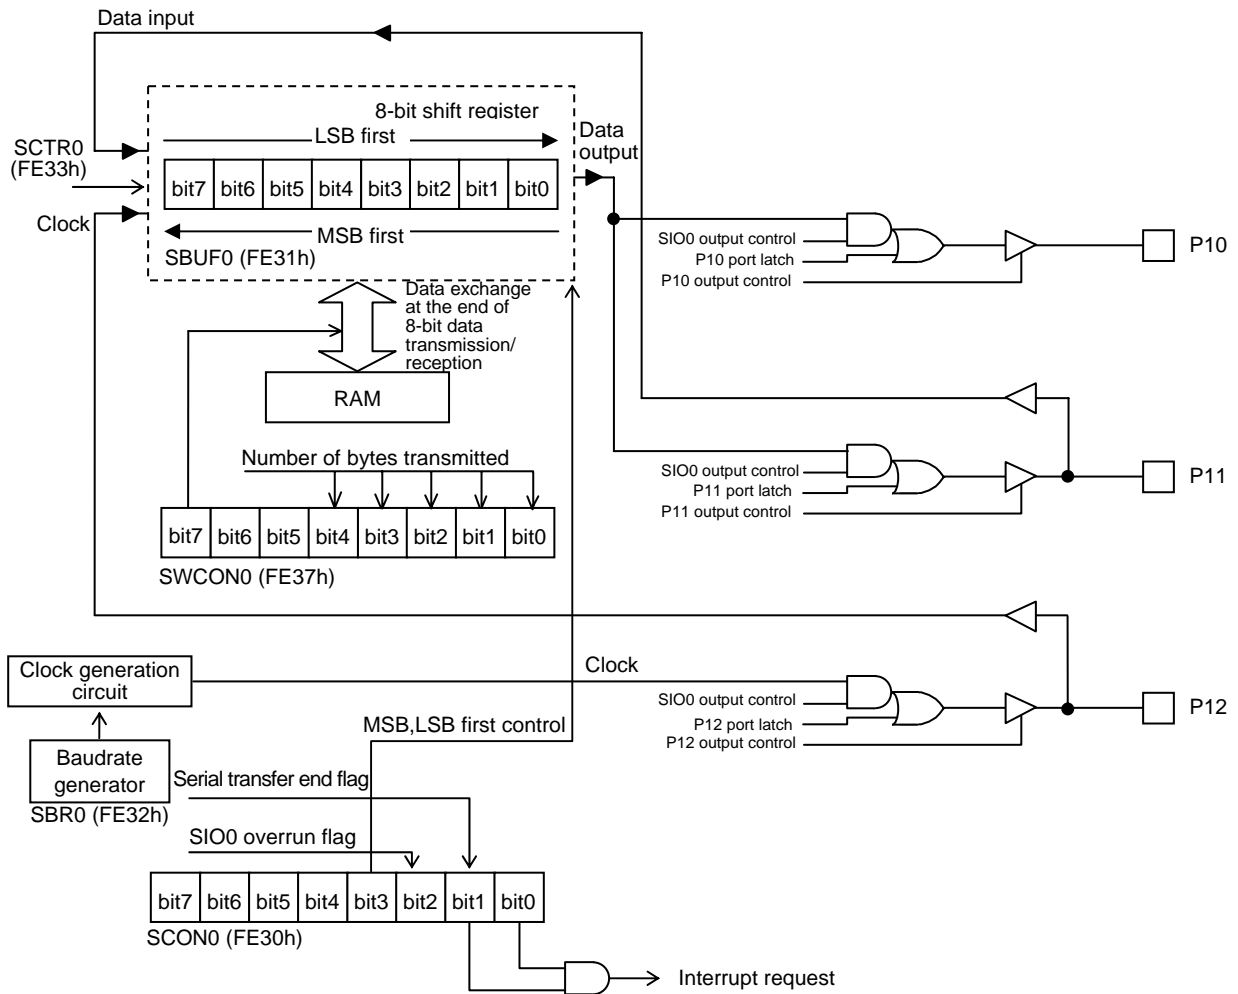 Data input
8-bit shift register
LSB first
Data
output
SCTR0
(FE33h)
bit7 bit6 bit5 bit4 bit3 bit2 bit1 bit0
Clock
MSB first
SBUF0 (FE31h)
SIO0 output control
P10 port latch
P10 output control
P10
Data exchange
at the end of
8-bit data
transmission/
reception
RAM
Number of bytes transmitted
SIO0 output control
P11 port latch
P11 output control
P11
bit7 bit6 bit5 bit4 bit3 bit2 bit1 bit0
SWCON0 (FE37h)
Clock generation
circuit
Clock
SIO0 output control
P12 port latch
P12 output control
P12
MSB,LSB first control
Baudrate
generator
SBR0 (FE32h)
Serial transfer end flag
SIO0 overrun flag
bit7 bit6 bit5 bit4 bit3 bit2 bit1 bit0
SCON0 (FE30h)
Interrupt request